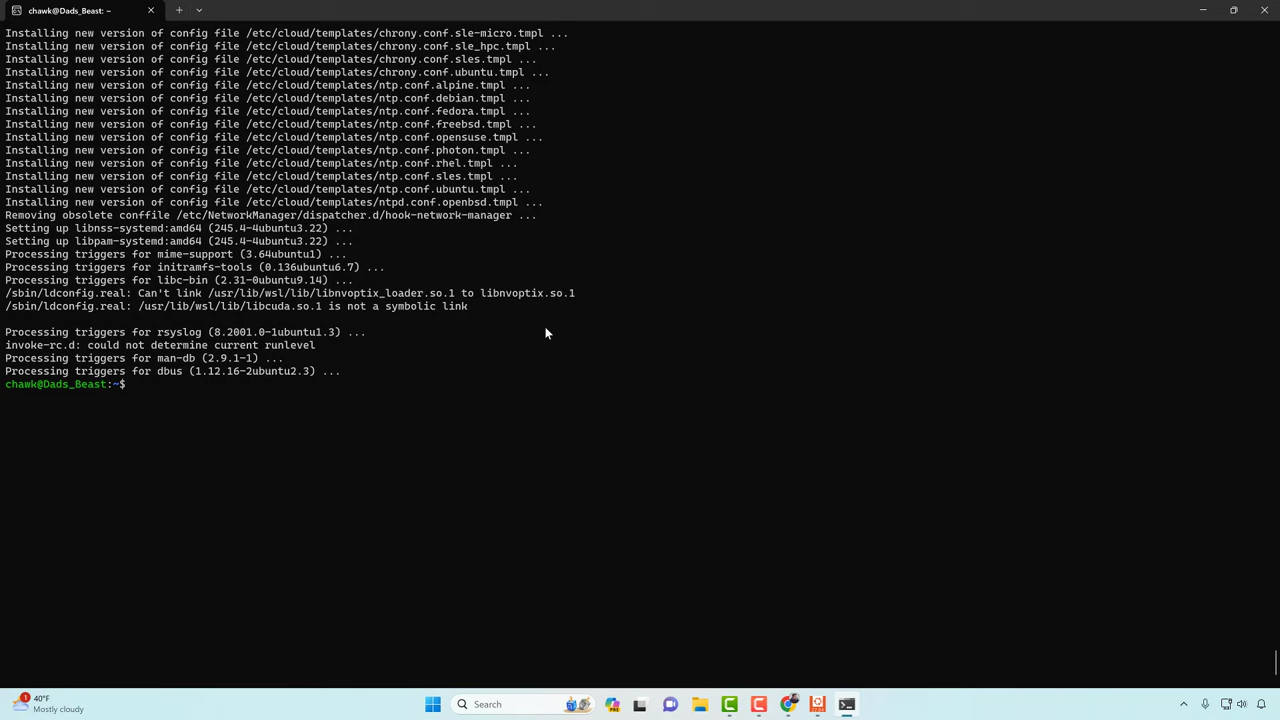 chawk@Dads_Beast: ~
Installing new version of config file /etc/cloud/templates/chrony.conf.sle-micro.tmpl ...
Installing new version of config file /etc/cloud/templates/chrony.conf.sle_hpc.tmpl ...
Installing new version of config file /etc/cloud/templates/chrony.conf.sles.tmpl ...
Installing new version of config file /etc/cloud/templates/chrony.conf.ubuntu.tmpl ...
Installing new version of config file /etc/cloud/templates/ntp.conf.alpine.tmpl ...
Installing new version of config file /etc/cloud/templates/ntp.conf.debian.tmpl ...
Installing new version of config file /etc/cloud/templates/ntp.conf.fedora.tmpl ...
Installing new version of config file /etc/cloud/templates/ntp.conf.freebsd.tmpl ...
Installing new version of config file /etc/cloud/templates/ntp.conf.opensuse.tmpl ...
Installing new version of config file /etc/cloud/templates/ntp.conf.photon.tmpl ...
Installing new version of config file /etc/cloud/templates/ntp.conf.rhel.tmpl ...
Installing new version of config file /etc/cloud/templates/ntp.conf.sles.tmpl ...
Installing new version of config file /etc/cloud/templates/ntp.conf.ubuntu.tmpl ...
Installing new version of config file /etc/cloud/templates/ntpd.conf.openbsd.tmpl ...
Removing obsolete conffile /etc/NetworkManager/dispatcher.d/hook-network-manager ...
Setting up libnss-systemd:amd64 (245.4-4ubuntu3.22) ...
Setting up libpam-systemd:amd64 (245.4-4ubuntu3.22) ...
Processing triggers for mime-support (3.64ubuntu1) ...
Processing triggers for initramfs-tools (0.136ubuntu6.7) ...
Processing triggers for libc-bin (2.31-0ubuntu9.14) ...
/sbin/ldconfig.real: Can't link /usr/lib/wsl/lib/libnvoptix_loader.so.1 to libnvoptix.so.1
/sbin/ldconfig.real: /usr/lib/wsl/lib/libcuda.so.1 is not a symbolic link
Processing triggers for rsyslog (8.2001.0-1ubuntu1.3) ...
invoke-rc.d: could not determine current runlevel
Processing triggers for man-db (2.9.1-1) ...
Processing triggers for dbus (1.12.16-2ubuntu2.3) ...
chawk@Dads_Beast:~$
1
40°F
Mostly cloudy
Search